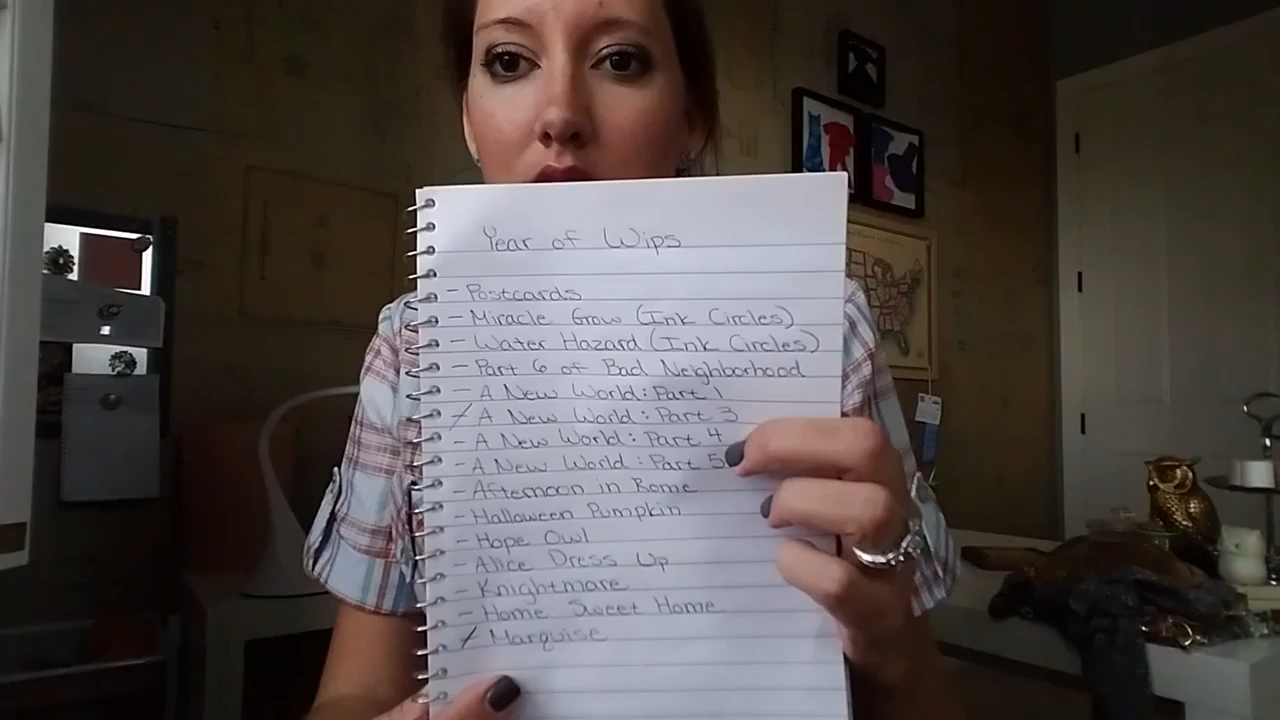 Year of Wips
- Postcards
- Miracle Grow (Ink Circles)
- Water Hazard (Ink Circles)
- Part 6 of Bad Neighborhood
- A New World: Part 1
/ A New World: Part 3
- A New World: Part 4
- A New World: Part 5
- Afternoon in Rome
- Halloween Pumpkin
- Hope Owl
- Alice Dress Up
- Knightmare
- Home Sweet Home
/ Marquise